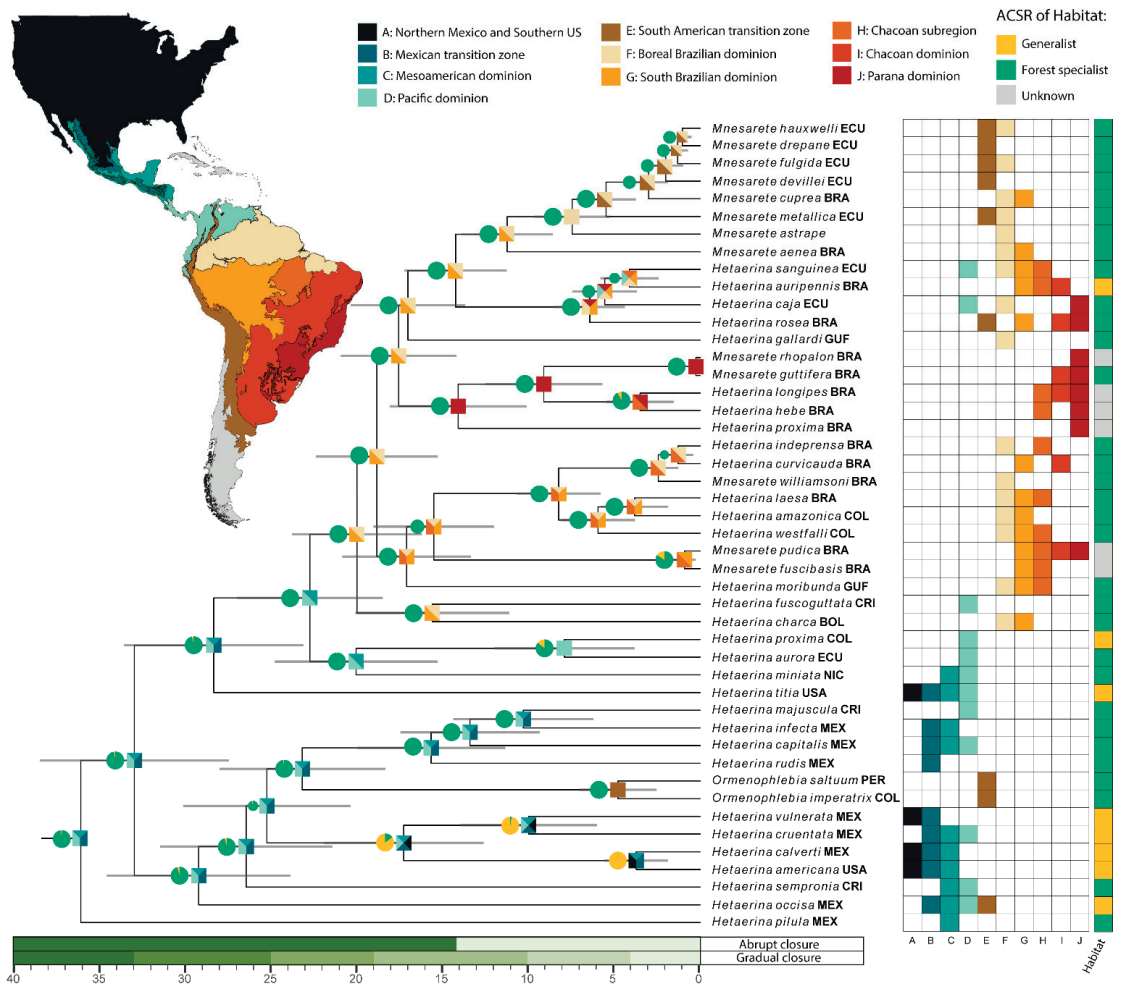 ACSR of Habitat:
A: Northern Mexico and Southern US
B: Mexican transition zone
C: Mesoamerican dominion
D: Pacific dominion
E: South American transition zone
F: Boreal Brazilian dominion
G: South Brazilian dominion
H: Chacoan subregion
I: Chacoan dominion
J: Parana dominion
Generalist
Forest specialist
Unknown
Mnesarete hauxwelli ECU
Mnesarete drepane ECU
Mnesarete fulgida ECU
Mnesarete devillei ECU
Mnesarete cuprea BRA
Mnesarete metallica ECU
Mnesarete astrape
Mnesarete aenea BRA
Hetaerina sanguinea ECU
Hetaerina auripennis BRA
Hetaerina caja ECU
Hetaerina rosea BRA
Hetaerina gallardi GUF
Mnesarete rhopalon BRA
Mnesarete guttifera BRA
Hetaerina longipes BRA
Hetaerina hebe BRA
Hetaerina proxima BRA
Hetaerina indeprensa BRA
Hetaerina curvicauda BRA
Mnesarete williamsoni BRA
Hetaerina laesa BRA
Hetaerina amazonica COL
Hetaerina westfalli COL
Mnesarete pudica BRA
Mnesarete fuscibasis BRA
Hetaerina moribunda GUF
Hetaerina fuscoguttata CRI
Hetaerina charca BOL
Hetaerina proxima COL
Hetaerina aurora ECU
Hetaerina miniata NIC
Hetaerina titia USA
Hetaerina majuscula CRI
Hetaerina infecta MEX
Hetaerina capitalis MEX
Hetaerina rudis MEX
Ormenophlebia saltuum PER
Ormenophlebia imperatrix COL
Hetaerina vulnerata MEX
Hetaerina cruentata MEX
Hetaerina calverti MEX
Hetaerina americana USA
Hetaerina sempronia CRI
Hetaerina occisa MEX
Hetaerina pilula MEX
A B C D E F G H I J
Habitat
Abrupt closure
Gradual closure
40 35 30 25 20 15 10 5 0